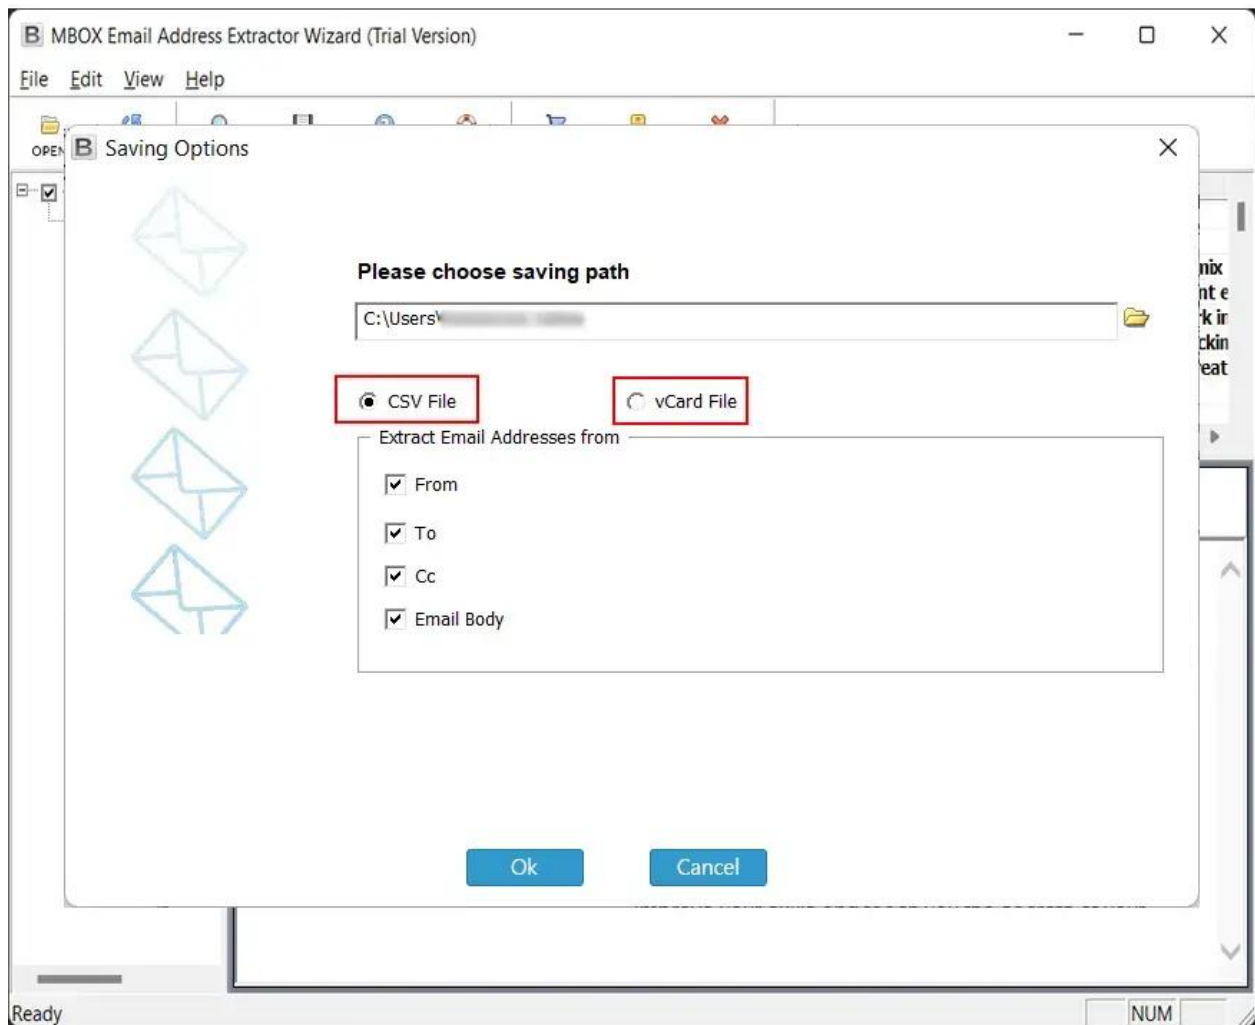 B MBOX Email Address Extractor Wizard (Trial Version)
File Edit View Help
OPEN
B Saving Options
Please choose saving path
C:\Users\
CSV File
vCard File
Extract Email Addresses from
From
To
Cc
Email Body
Ok
Cancel
Ready
NUM